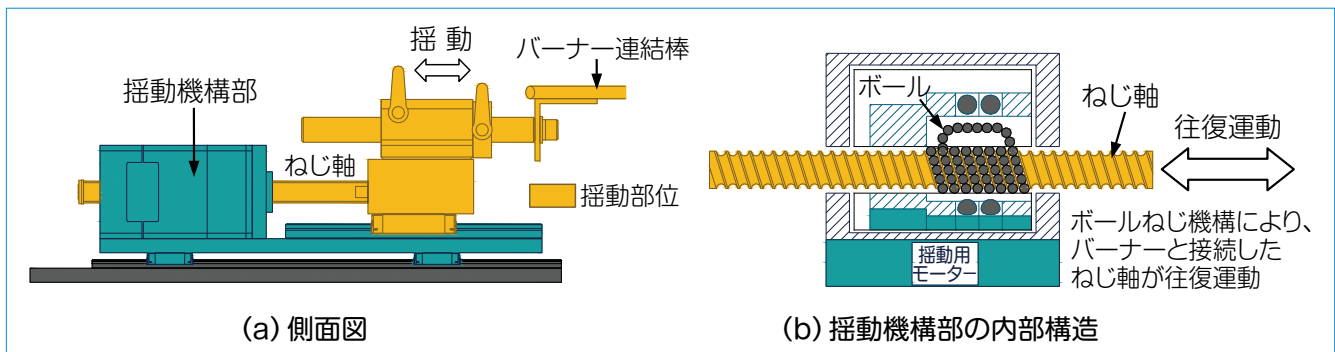 揺 動
バーナー連結棒
揺動機構部
ねじ軸
揺動部位
(a) 側面図
ボール
ねじ軸
往復運動
ボールねじ機構により、
バーナーと接続した
ねじ軸が往復運動
揺動用
モーター
(b) 揺動機構部の内部構造